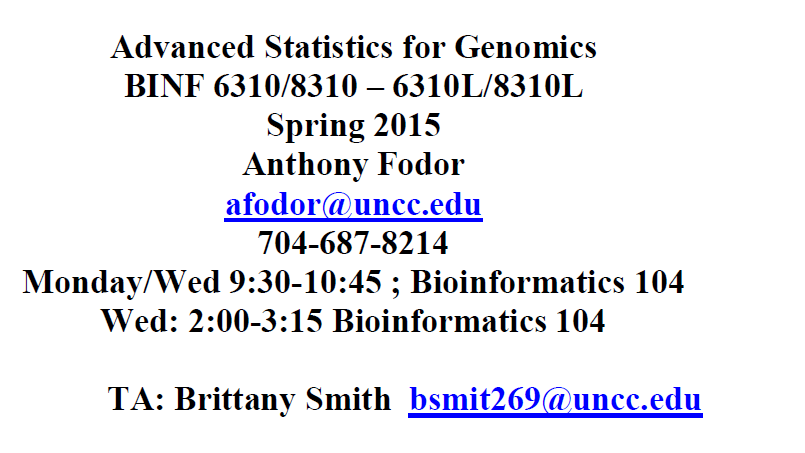 Advanced Statistics for Genomics
BINF 6310/8310 – 6310L/8310L
Spring 2015
Anthony Fodor
afodor@uncc.edu
704-687-8214
Monday/Wed 9:30-10:45 ; Bioinformatics 104
Wed: 2:00-3:15 Bioinformatics 104
TA: Brittany Smith bsmit269@uncc.edu